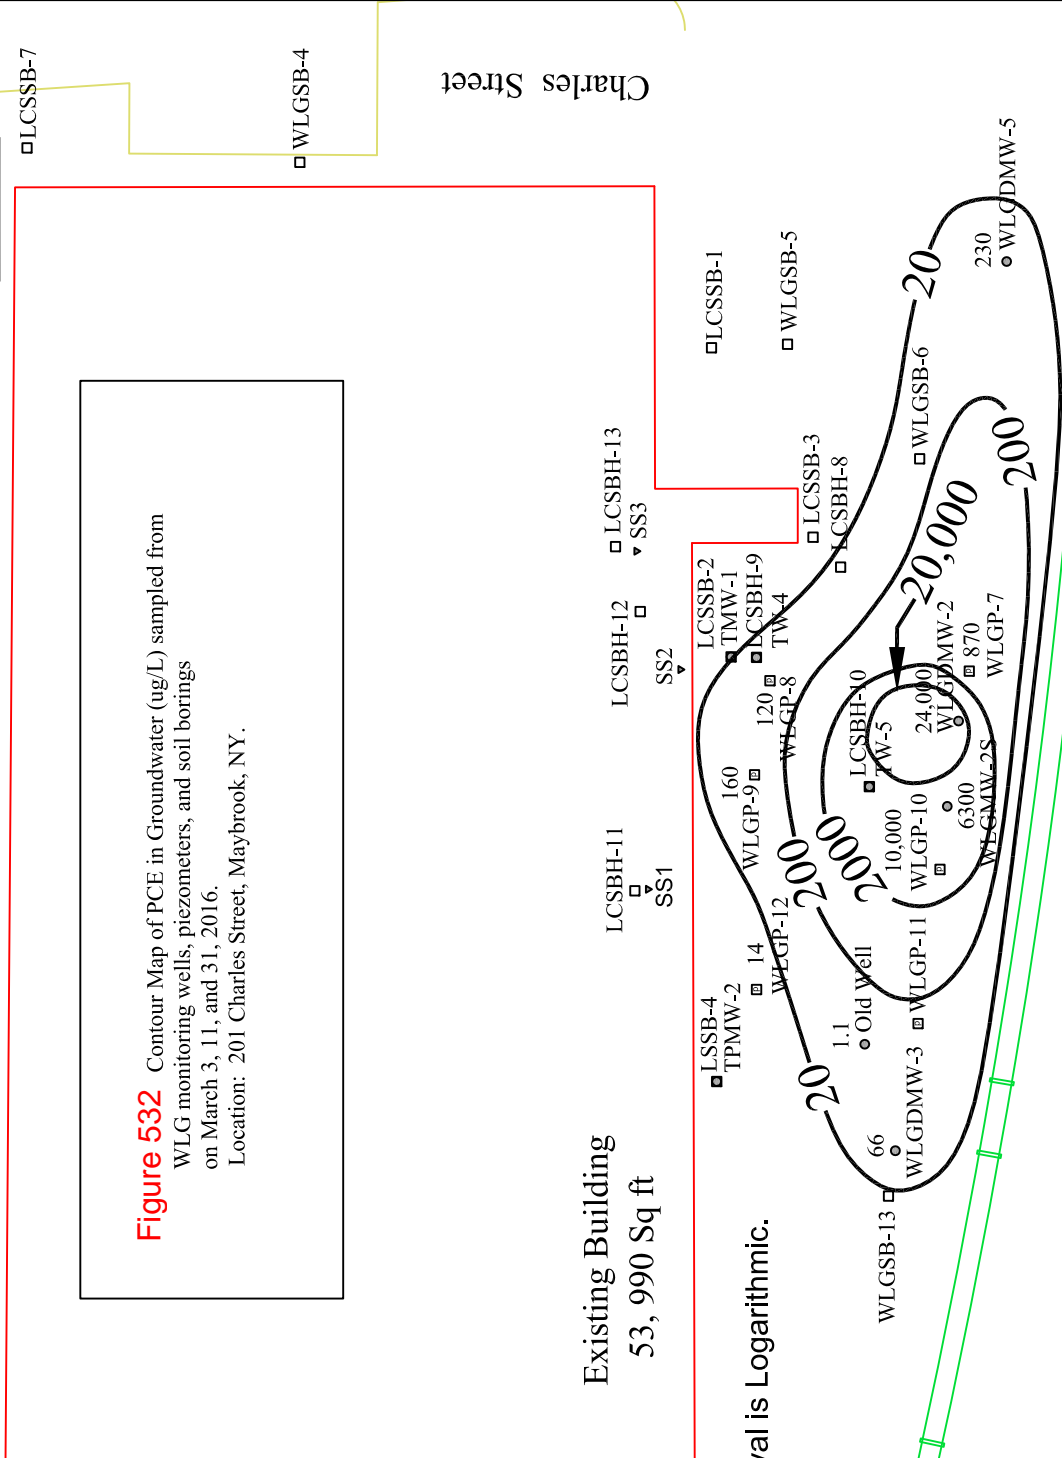 Figure 532 Contour Map of PCE in Groundwater (ug/L) sampled from
WLG monitoring wells, piezometers, and soil borings
on March 3, 11, and 31, 2016.
Location: 201 Charles Street, Maybrook, NY.
LCSSB-7
WLGSB-4
Charles Street
Existing Building
53, 990 Sq ft
LCSBH-11
SS1
LCSBH-12
SS2
LCSBH-13
SS3
LCSSB-1
WLGSB-5
LCSSB-3
LCSBH-8
WLGSB-6
230
WLGDMW-5
LCSSB-2
TMW-1
LCSBH-9
TW-4
120
WLGP-8
160
WLGP-9
14
WLGP-12
LSSB-4
TPMW-2
LCSBH-10
TW-5
24,000
WLGDMW-2
870
WLGP-7
6300
WLGMW-2S
10,000
WLGP-10
WLGP-11
1.1
Old Well
66
WLGDMW-3
WLGSB-13
20
20
200
200
2000
20,000
val is Logarithmic.
P
P
P
P
P
P